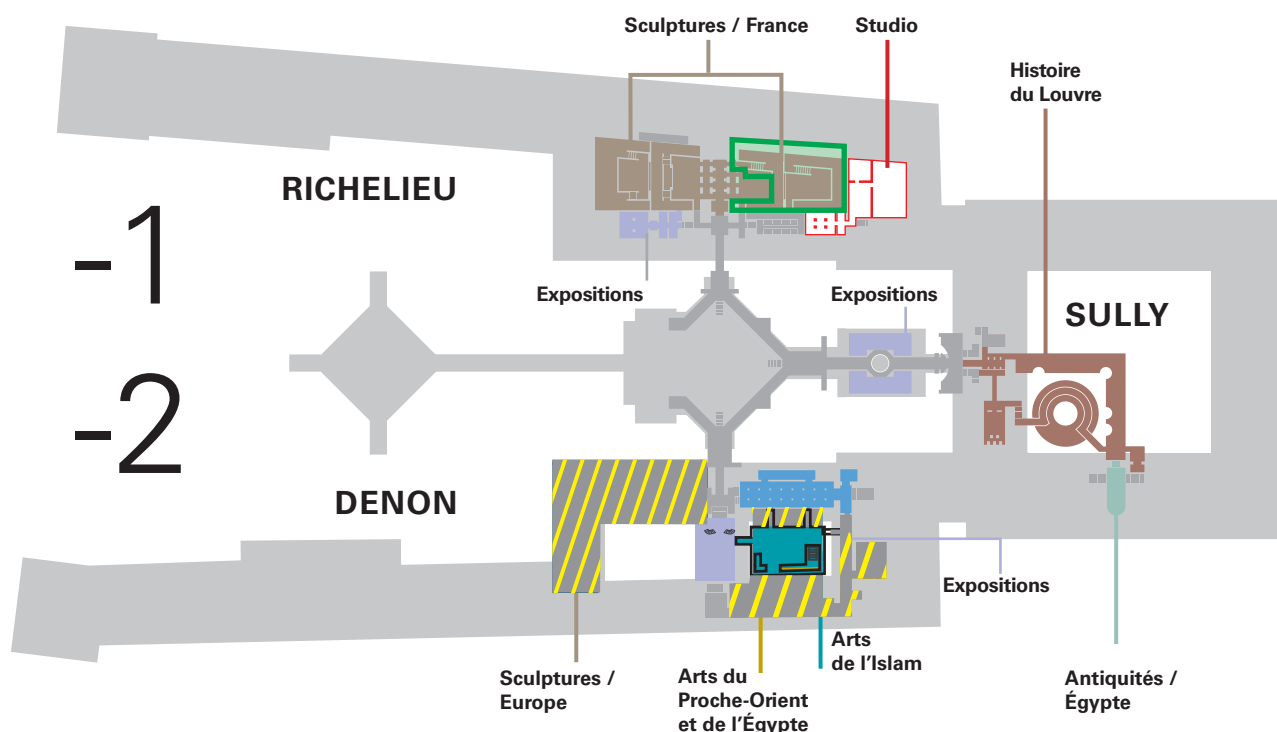 Sculptures / France
Studio
Histoire
du Louvre
RICHELIEU
-1
Expositions
Expositions
SULLY
-2
DENON
Expositions
Arts
de l’Islam
Sculptures /
Europe
Arts du
Proche-Orient
et de l’Égypte
Antiquités /
Égypte